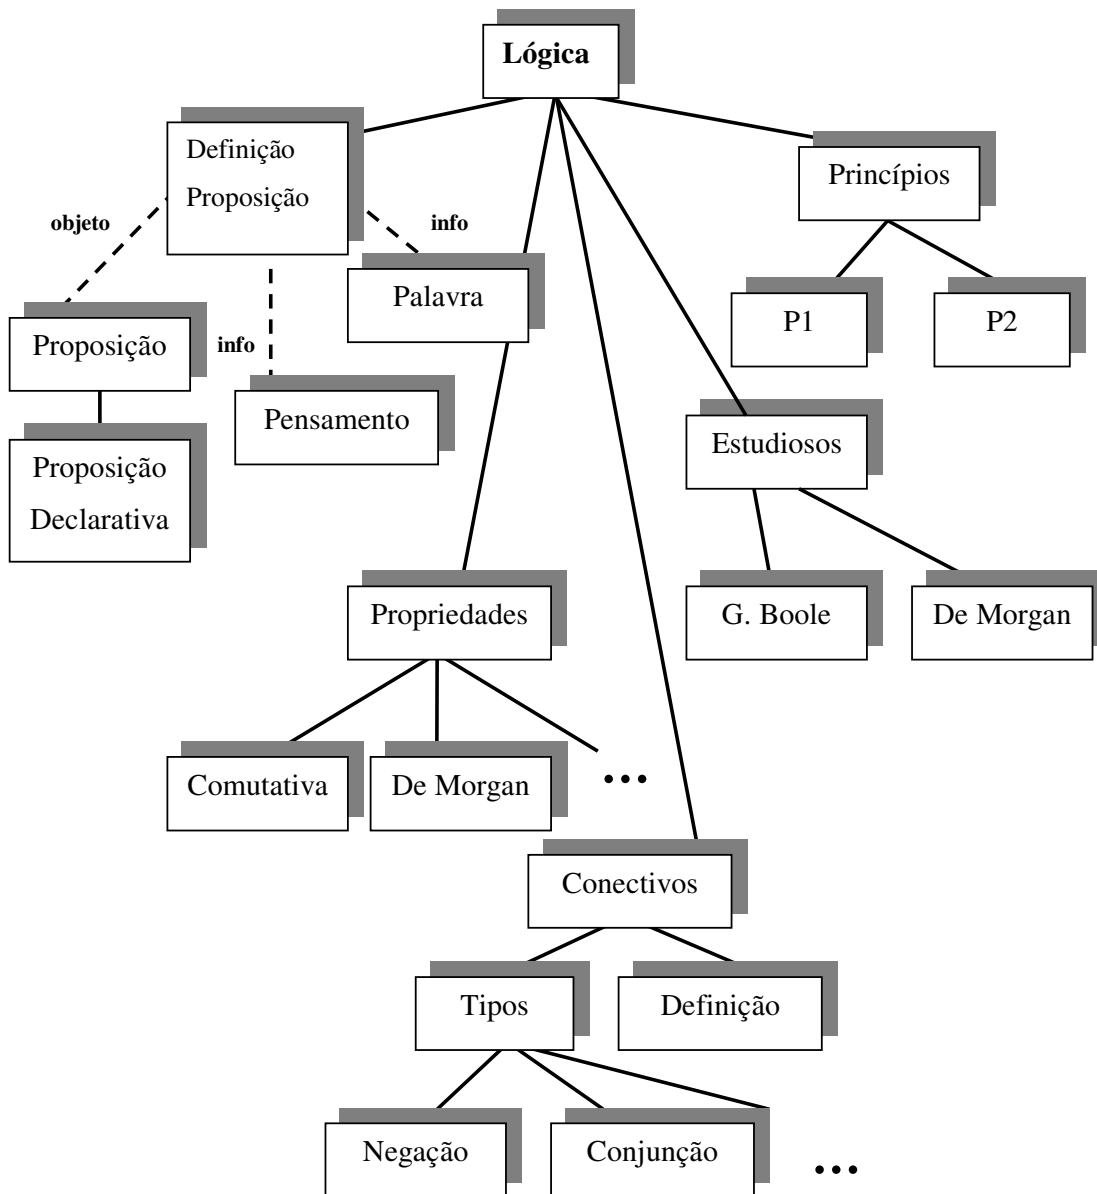 Lógica
Definição
Proposição
Princípios
objeto
info
Palavra
P1
P2
Proposição
info
Pensamento
Estudiosos
Proposição
Declarativa
Propriedades
G. Boole
De Morgan
Comutativa
De Morgan
...
Conectivos
Tipos
Definição
Negação
Conjunção
...